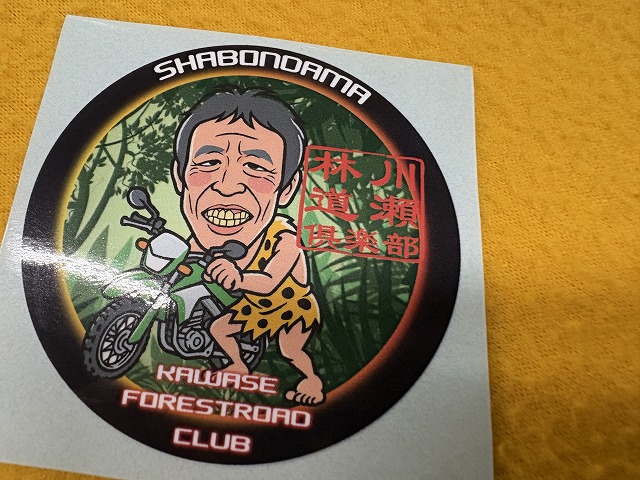 SHABONDAMA
川瀬
林道
倶楽部
KAWASE
FORESTROAD
CLUB